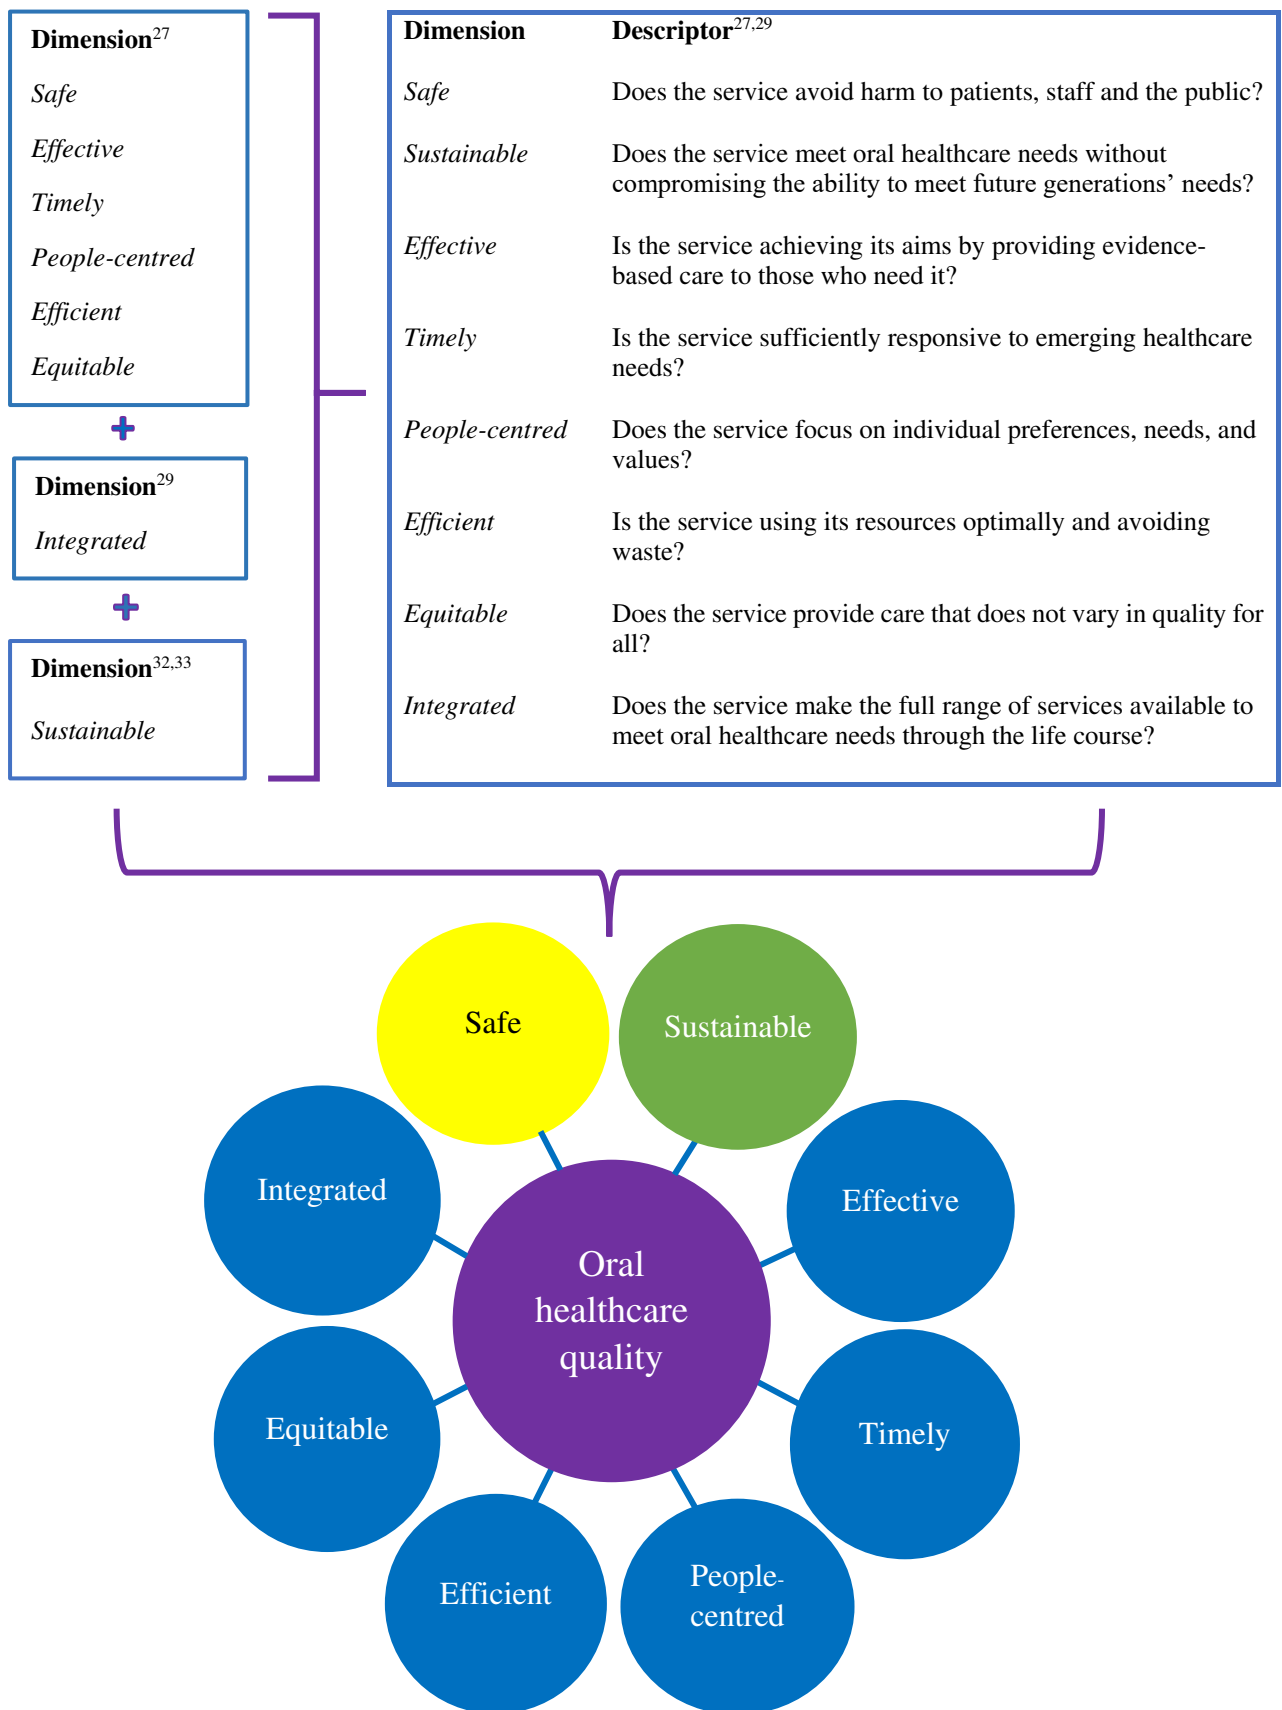 Dimension27
Safe
Effective
Timely
People-centred
Efficient
Equitable
Dimension29
Integrated
Dimension32,33
Sustainable
Dimension Descriptor27,29
Safe Does the service avoid harm to patients, staff and the public?
Sustainable Does the service meet oral healthcare needs without
compromising the ability to meet future generations’ needs?
Effective Is the service achieving its aims by providing evidence-
based care to those who need it?
Timely Is the service sufficiently responsive to emerging healthcare
needs?
People-centred Does the service focus on individual preferences, needs, and
values?
Efficient Is the service using its resources optimally and avoiding
waste?
Equitable Does the service provide care that does not vary in quality for
all?
Integrated Does the service make the full range of services available to
meet oral healthcare needs through the life course?
Safe
Sustainable
Integrated
Effective
Oral
healthcare
quality
Equitable
Timely
Efficient
People-
centred